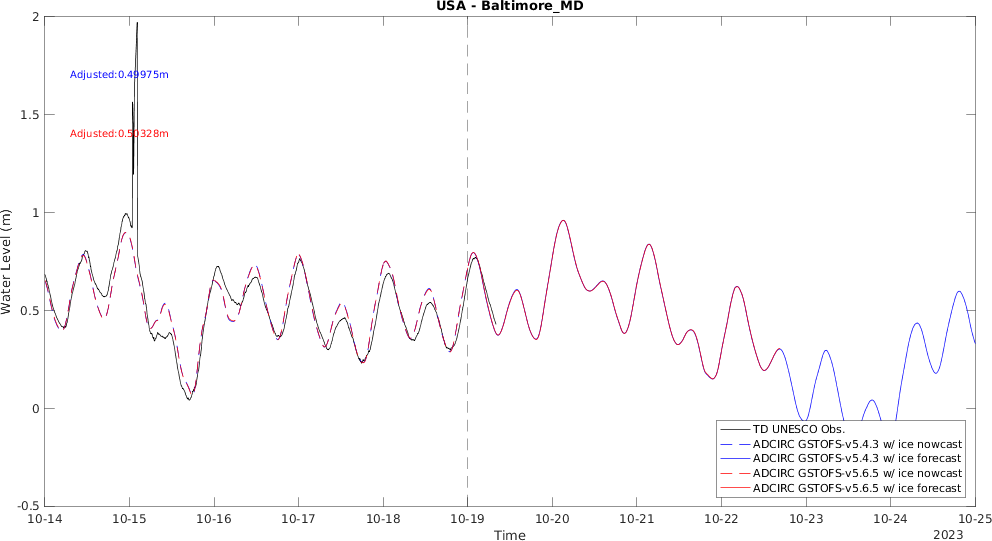 USA - Baltimore_MD
2
1.5
1
0.5
0
-0.5
Water Level (m)
Adjusted:0.49975m
Adjusted:0.50328m
TD UNESCO Obs.
ADCIRC GSTOFS-v5.4.3 w/ ice nowcast
ADCIRC GSTOFS-v5.4.3 w/ ice forecast
ADCIRC GSTOFS-v5.6.5 w/ ice nowcast
ADCIRC GSTOFS-v5.6.5 w/ ice forecast
10-14 10-15 10-16 10-17 10-18 10-19 10-20 10-21 10-22 10-23 10-24 10-25
Time
2023